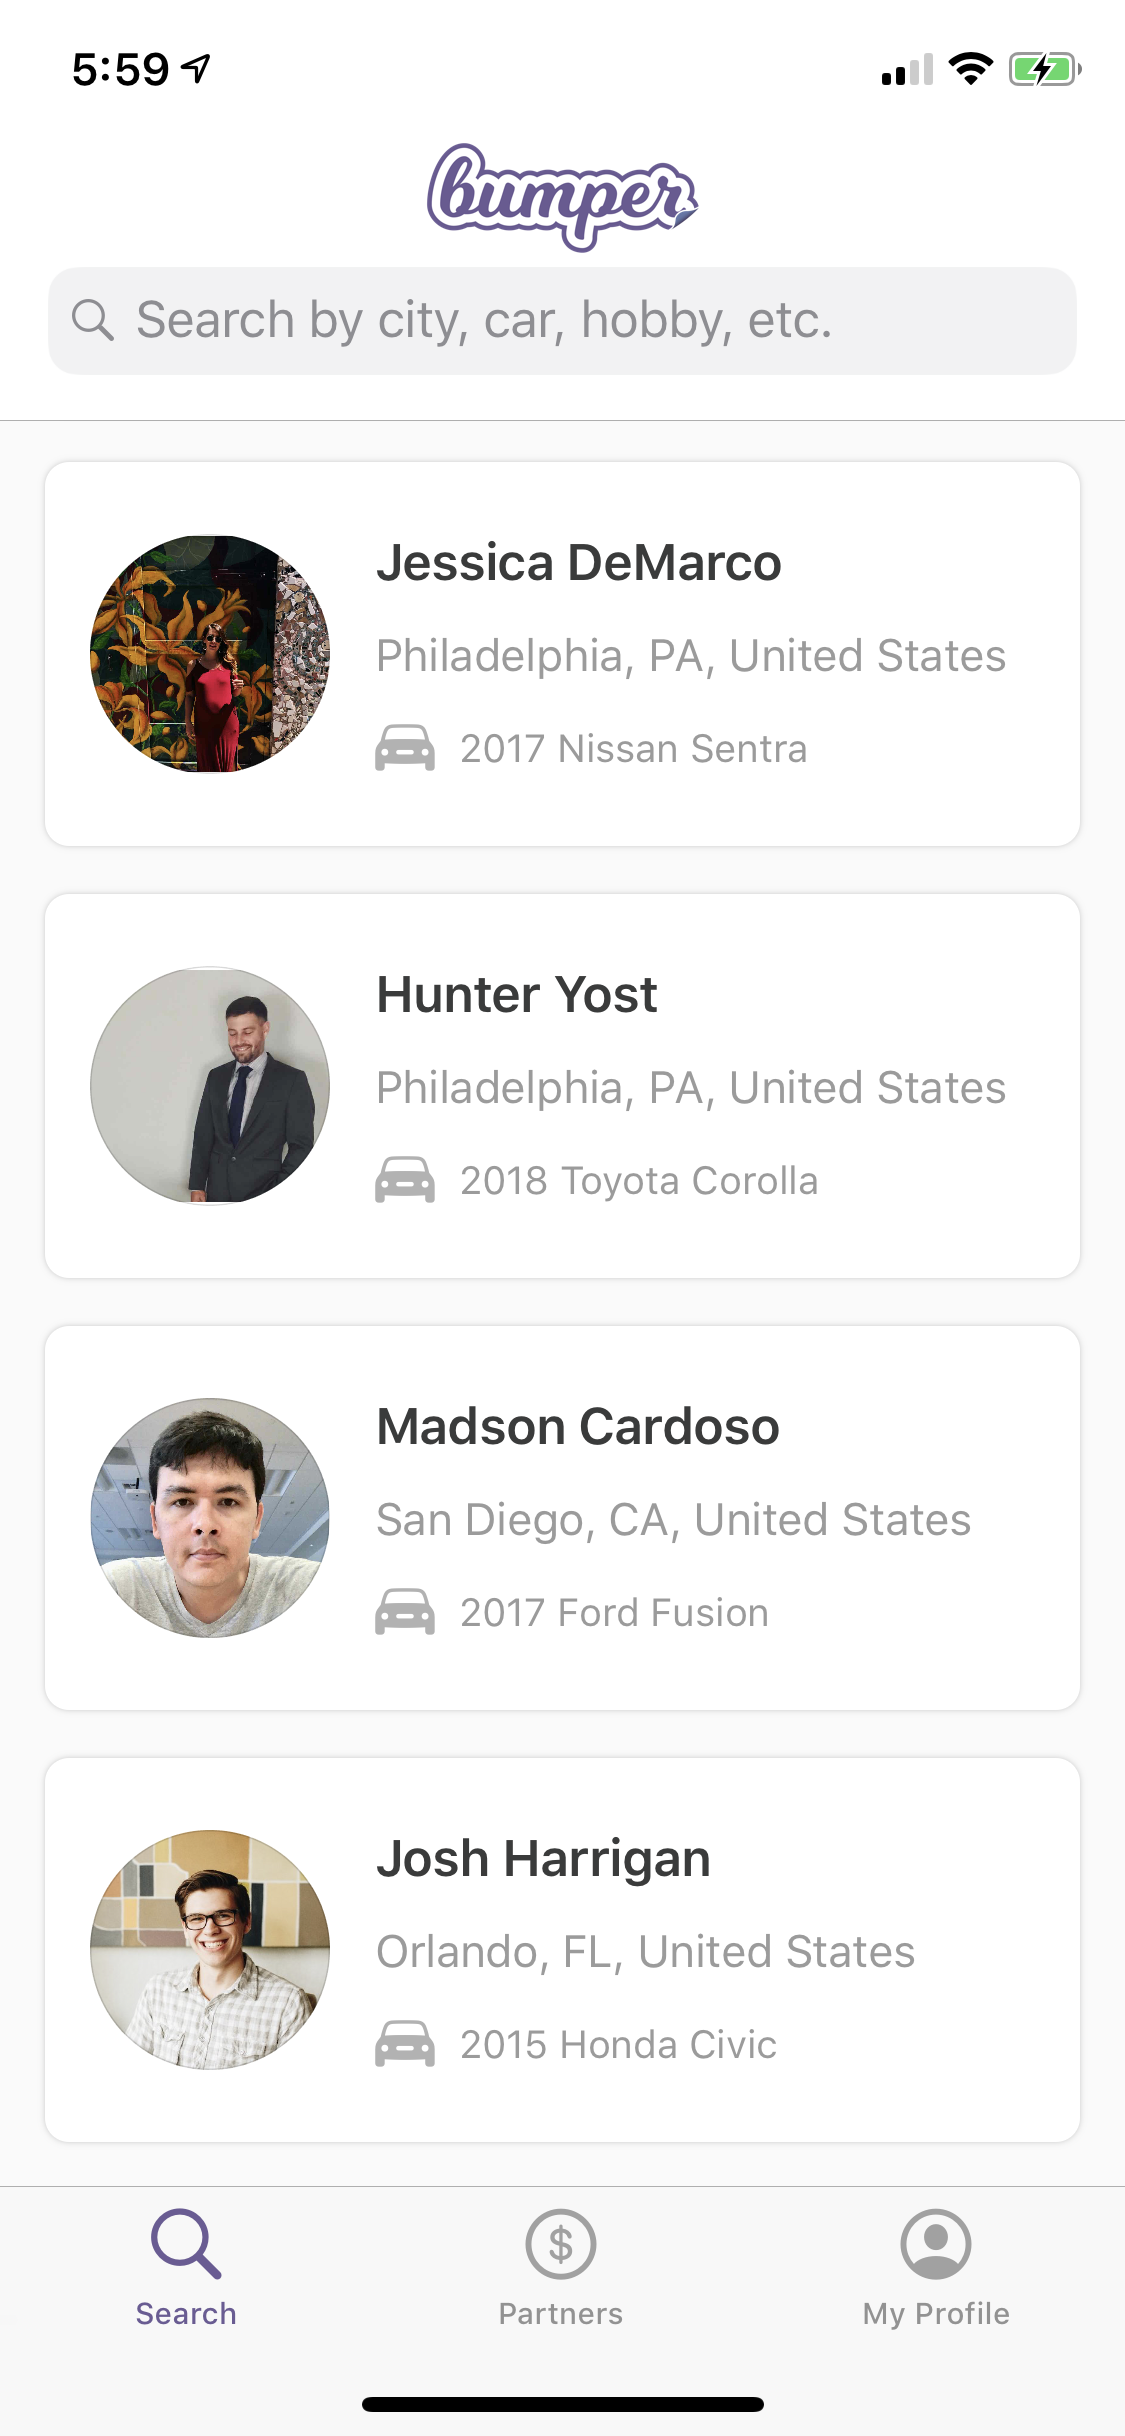 5:59
bumper
Search by city, car, hobby, etc.
Jessica DeMarco
Philadelphia, PA, United States
2017 Nissan Sentra
Hunter Yost
Philadelphia, PA, United States
2018 Toyota Corolla
Madson Cardoso
San Diego, CA, United States
2017 Ford Fusion
Josh Harrigan
Orlando, FL, United States
2015 Honda Civic
$
Search
Partners
My Profile